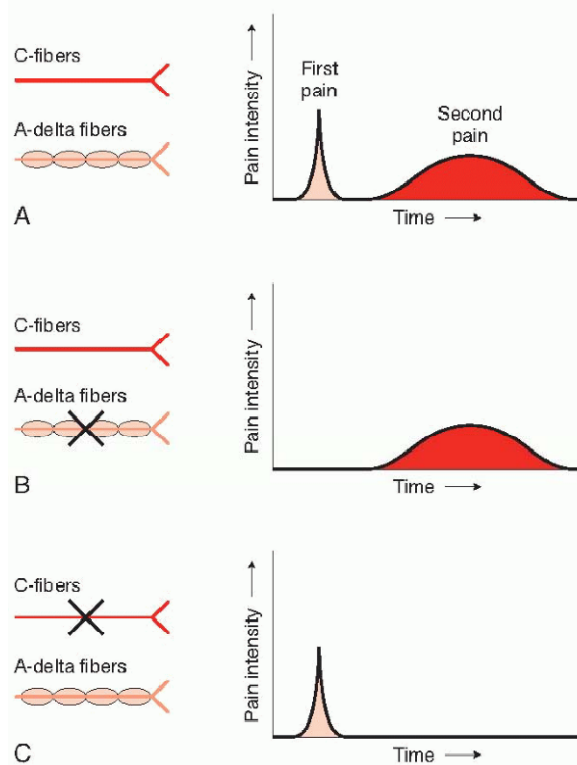 C-fibers
A-delta fibers
A
Pain intensity
First
pain
Second
pain
Time
C-fibers
A-delta fibers
B
Pain intensity
Time
C-fibers
A-delta fibers
C
Pain intensity
Time